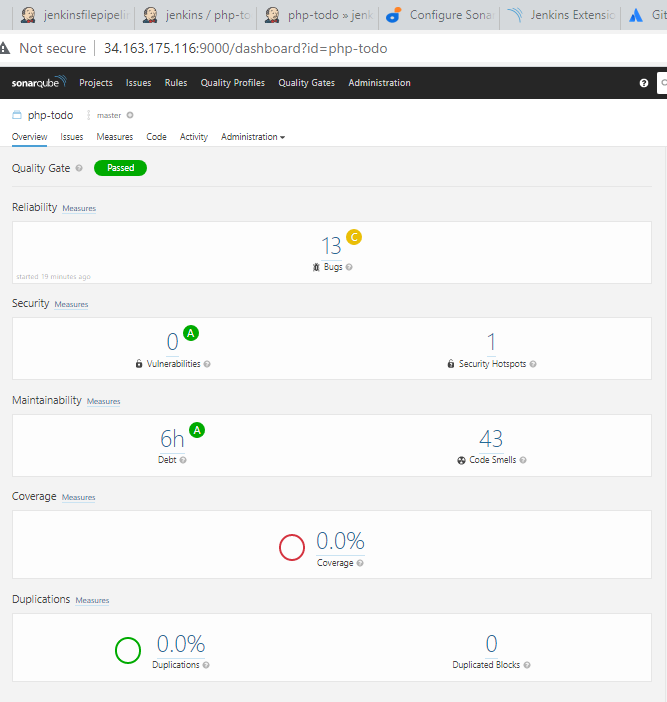 jenkinsfilepipelin jenkins / php-to php-todo » jenk Configure Sonar Jenkins Extensic Git
Not secure 34.163.175.116:9000/dashboard?id=php-todo
sonarqube Projects Issues Rules Quality Profiles Quality Gates Administration
php-todo master
Overview Issues Measures Code Activity Administration
Quality Gate Passed
Reliability Measures
13 C
Bugs
started 19 minutes ago
Security Measures
0 A 1
Vulnerabilities Security Hotspots
Maintainability Measures
6h A 43
Debt Code Smells
Coverage Measures
0.0%
Coverage
Duplications Measures
0.0% 0
Duplications Duplicated Blocks